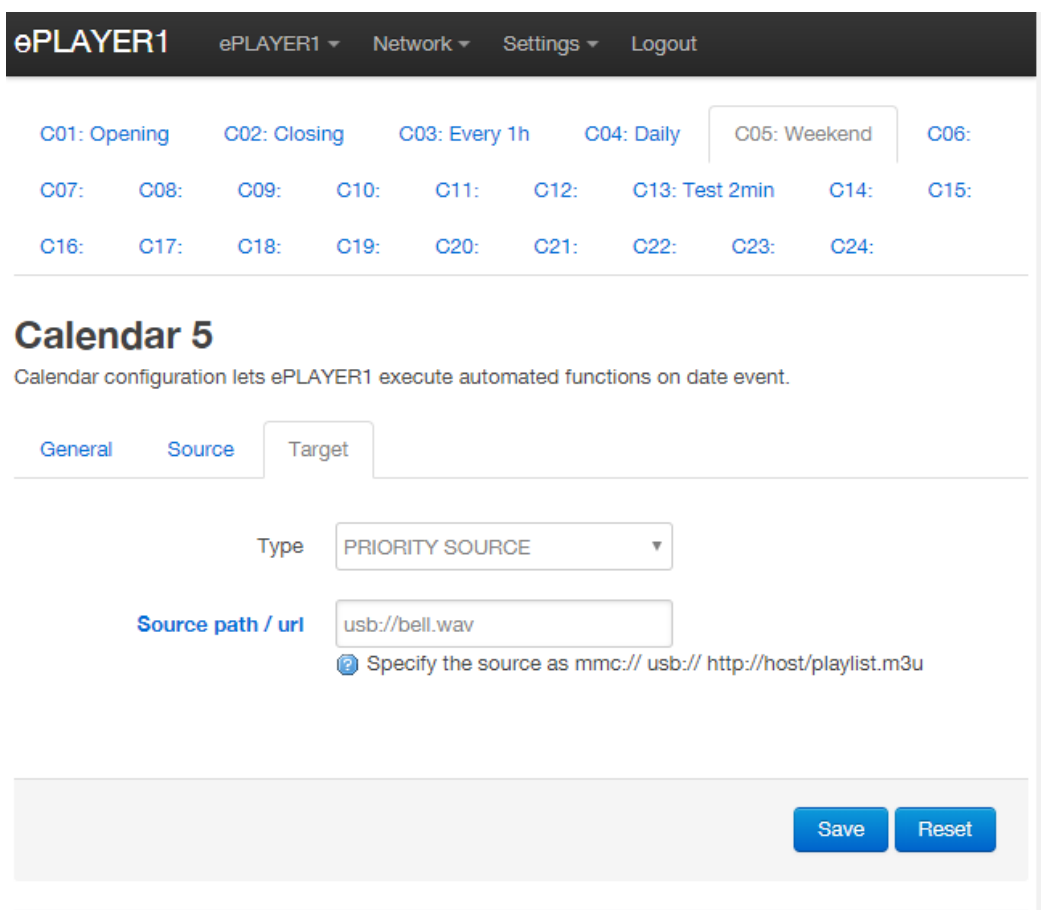 ePLAYER1 ePLAYER1 Network Settings Logout
C01: Opening C02: Closing C03: Every 1h C04: Daily C05: Weekend C06:
C07: C08: C09: C10: C11: C12: C13: Test 2min C14: C15:
C16: C17: C18: C19: C20: C21: C22: C23: C24:
Calendar 5
Calendar configuration lets ePLAYER1 execute automated functions on date event.
General Source Target
Type PRIORITY SOURCE
Source path / url usb://bell.wav
Specify the source as mmc:// usb:// http://host/playlist.m3u
Save Reset